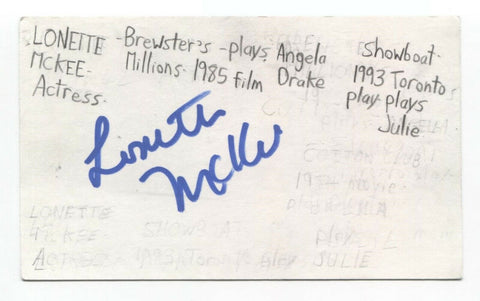 LONETTE
MCKEE-
Actress.
-Brewster's
Millions. 1985 film
-plays Angela
Drake
Showboat-
1993 Toronto
play-plays
Julie
Lonette
McKee
COTTON CLUB
1984 Movie
LONETTE
MCKEE
ACTRESS
SHOWBOAT
1993 Toronto play
play
JULIE